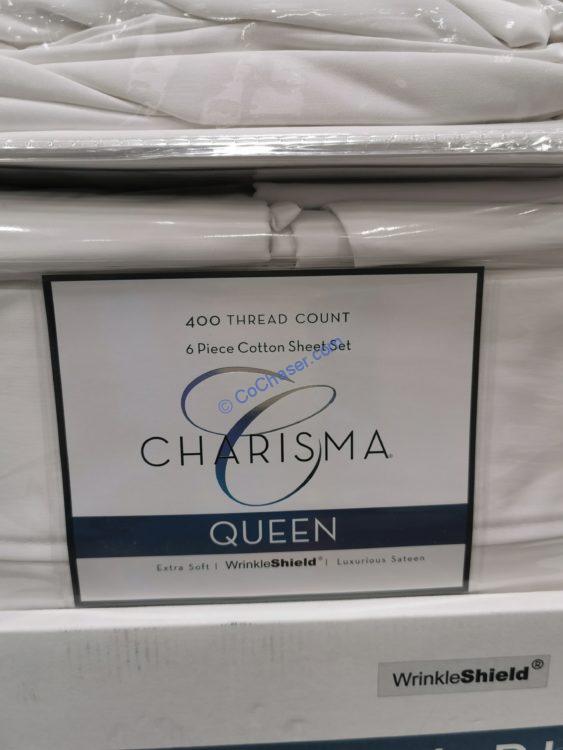 400 THREAD COUNT
6 Piece Cotton Sheet Set
© CoChaser.com
CHARISMA®
QUEEN
Extra Soft | WrinkleShield® | Luxurious Sateen
WrinkleShield®